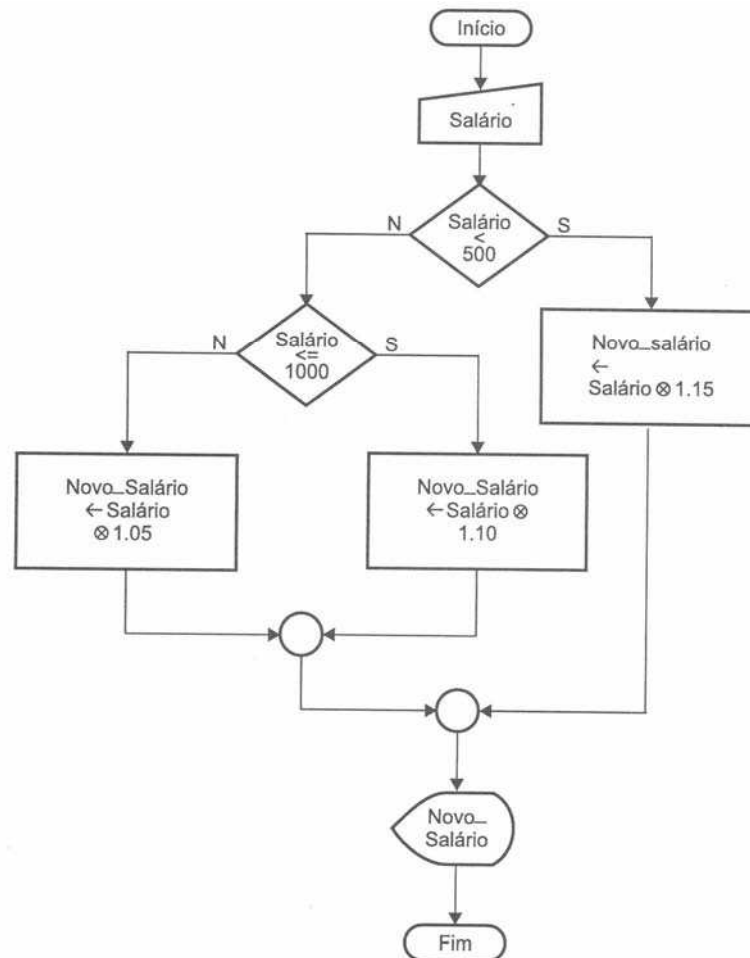 Início
Salário
N
Salário
<
500
S
N
Salário
<=
1000
S
Novo_salário
←
Salário ⊗ 1.15
Novo_Salário
← Salário
⊗ 1.05
Novo_Salário
← Salário ⊗
1.10
Novo_
Salário
Fim